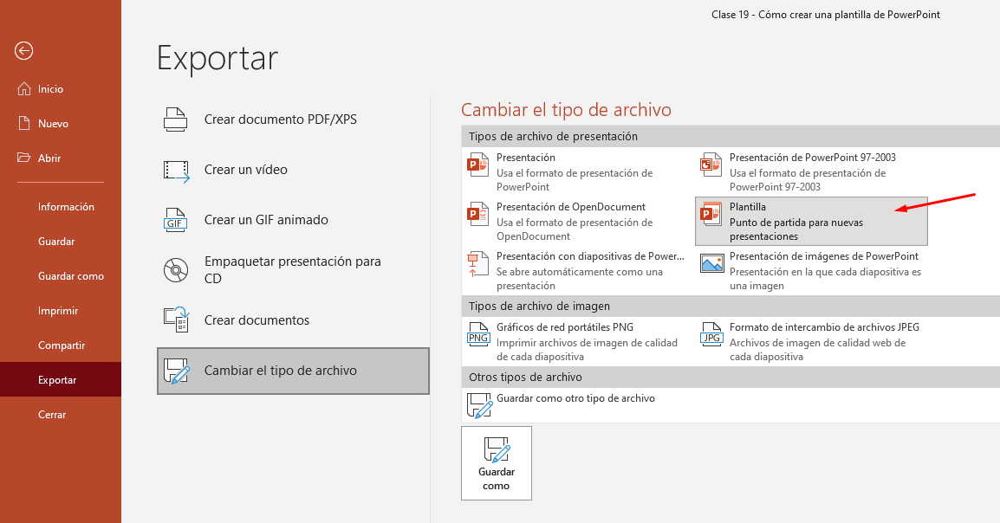 Clase 19 - Cómo crear una plantilla de PowerPoint
Inicio
Nuevo
Abrir
Información
Guardar
Guardar como
Imprimir
Compartir
Exportar
Cerrar
Exportar
Crear documento PDF/XPS
Crear un vídeo
GIF
Crear un GIF animado
Empaquetar presentación para
CD
Crear documentos
Cambiar el tipo de archivo
Cambiar el tipo de archivo
Tipos de archivo de presentación
P
Presentación
Usa el formato de presentación de
PowerPoint
Presentación de PowerPoint 97-2003
Usa el formato de presentación de
PowerPoint 97-2003
P
Presentación de OpenDocument
Usa el formato de presentación de
OpenDocument
P
Plantilla
Punto de partida para nuevas
presentaciones
Presentación con diapositivas de Power...
Se abre automáticamente como una
presentación
Presentación de imágenes de PowerPoint
Presentación en la que cada diapositiva es
una imagen
Tipos de archivo de imagen
PNG
Gráficos de red portátiles PNG
Imprimir archivos de imagen de calidad
de cada diapositiva
JPG
Formato de intercambio de archivos JPEG
Archivos de imagen de calidad web de
cada diapositiva
Otros tipos de archivo
Guardar como otro tipo de archivo
Guardar
como